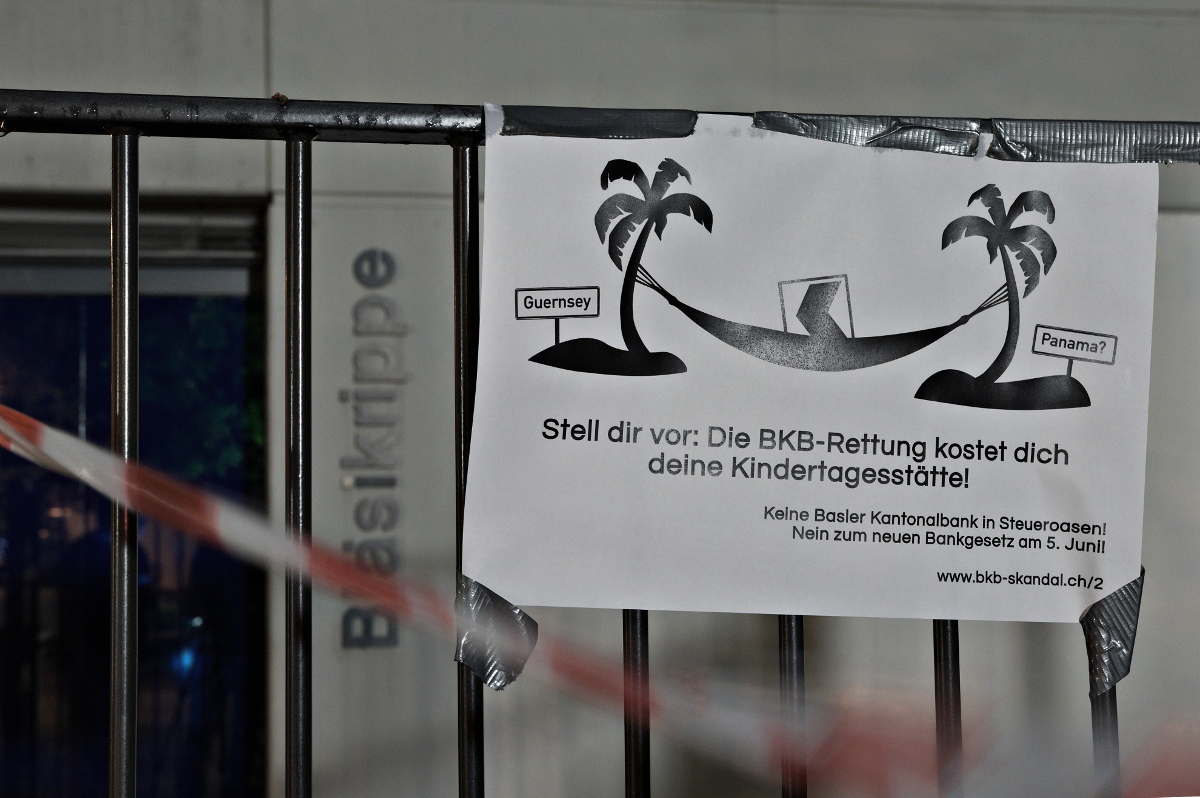 Bläsikrippe
Guernsey
Panama?
Stell dir vor: Die BKB-Rettung kostet dich
deine Kindertagesstätte!
Keine Basler Kantonalbank in Steueroasen!
Nein zum neuen Bankgesetz am 5. Juni!
www.bkb-skandal.ch/2